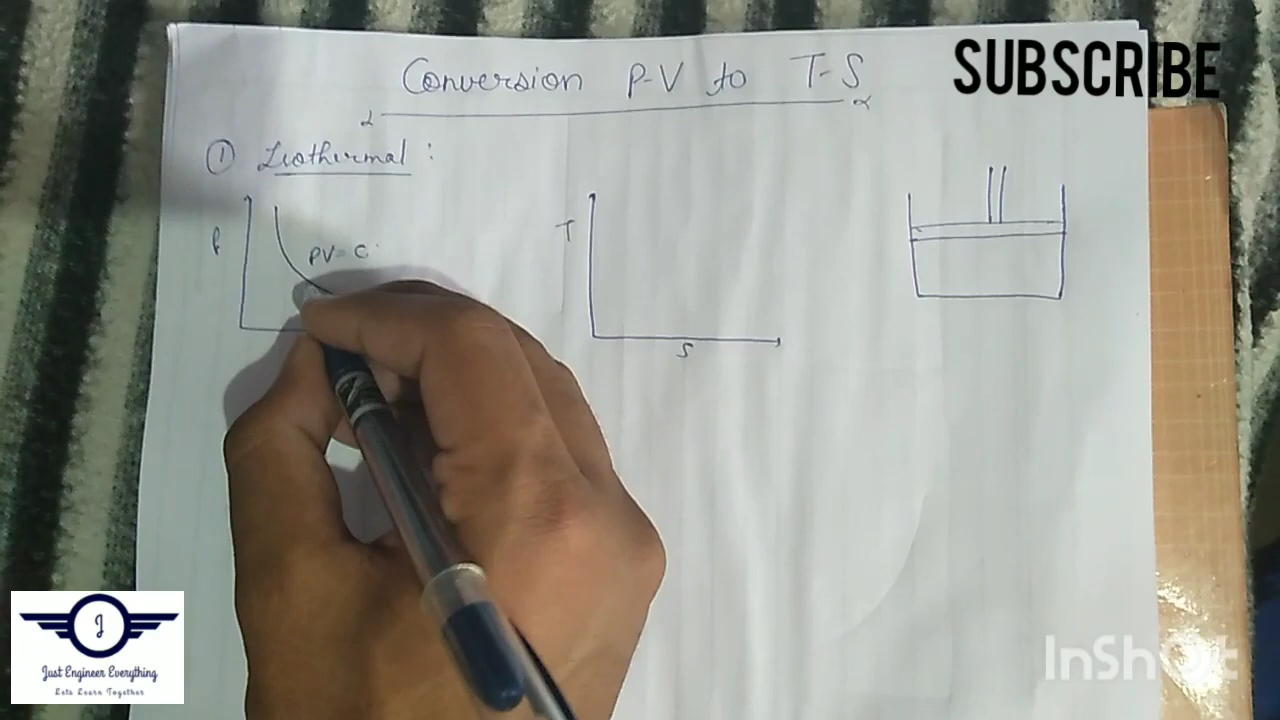 Conversion P-V to T-S
SUBSCRIBE
① Isothermal :
P
PV = C
T
S
J
Just Engineer Everything
Lets Learn Together
InShot